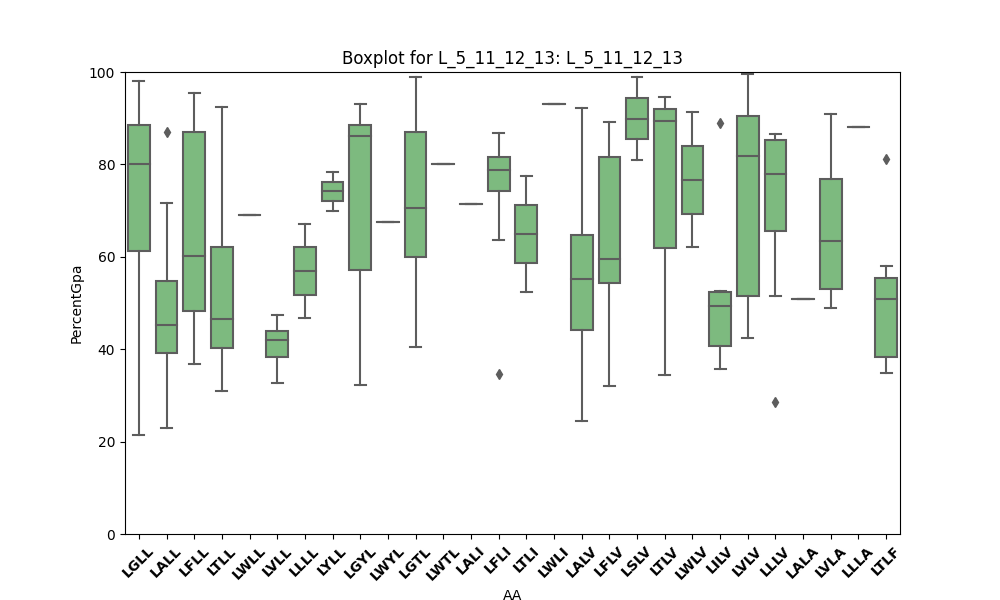 Boxplot for L_5_11_12_13: L_5_11_12_13
100
80
60
40
20
0
PercentGpa
LGLL LALL LFLL LTLL LWLL LVLL LLLL LYLL LGYL LWYL LGTL LWTL LALI LFLI LTLI LWLI LALV LFLV LSLV LTLV LWLV LILV LVLV LLLV LALA LVLA LLLA LTLF
AA